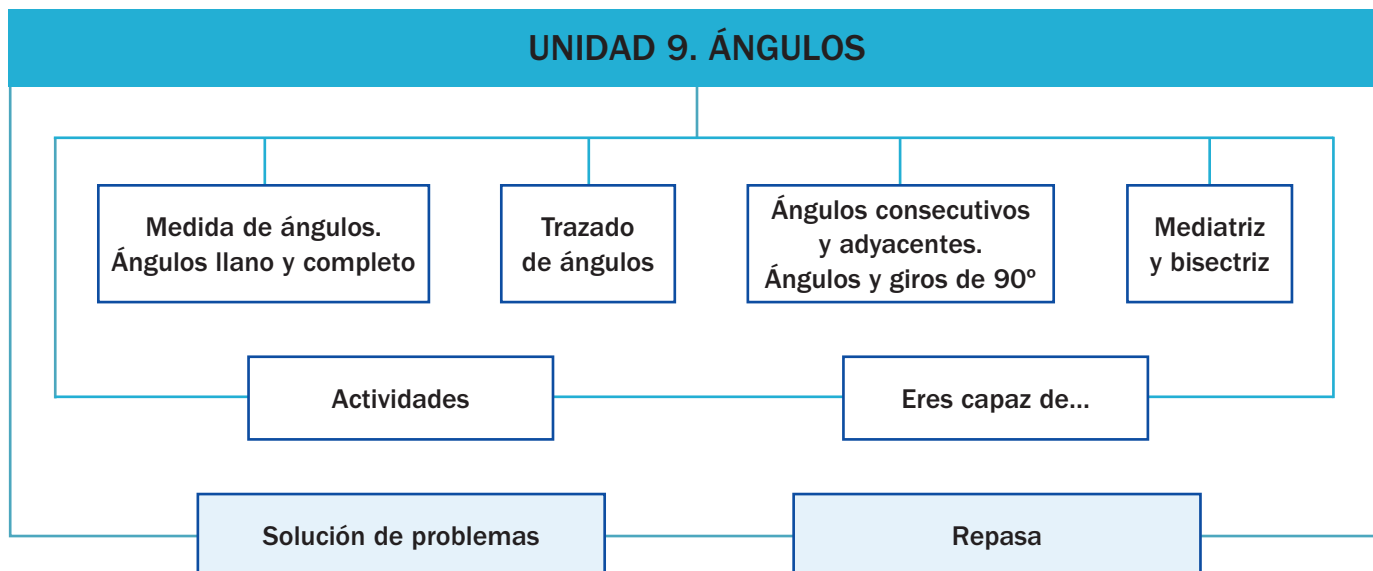 UNIDAD 9. ÁNGULOS
Medida de ángulos.
Ángulos llano y completo
Trazado
de ángulos
Ángulos consecutivos
y adyacentes.
Ángulos y giros de 90º
Mediatriz
y bisectriz
Actividades
Eres capaz de...
Solución de problemas
Repasa